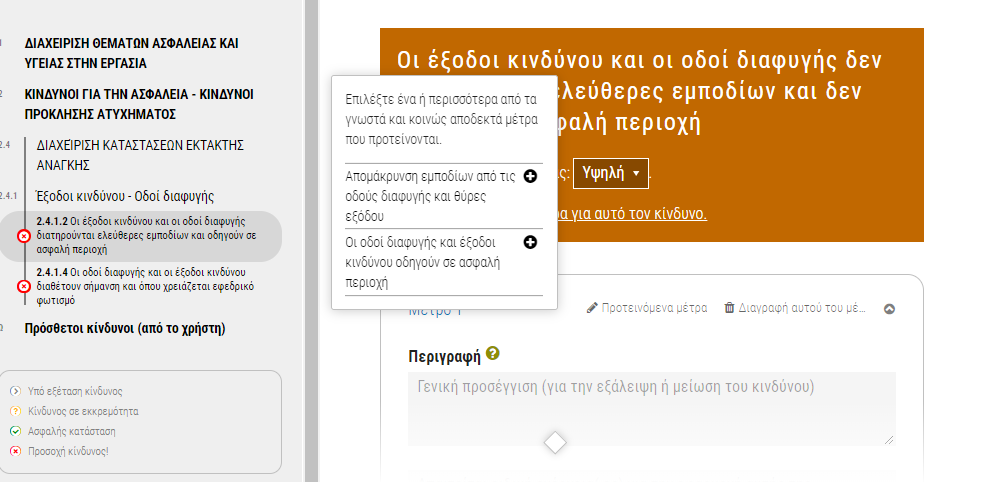 1
ΔΙΑΧΕΙΡΙΣΗ ΘΕΜΑΤΩΝ ΑΣΦΑΛΕΙΑΣ ΚΑΙ
ΥΓΕΙΑΣ ΣΤΗΝ ΕΡΓΑΣΙΑ
2
ΚΙΝΔΥΝΟΙ ΓΙΑ ΤΗΝ ΑΣΦΑΛΕΙΑ - ΚΙΝΔΥΝΟΙ
ΠΡΟΚΛΗΣΗΣ ΑΤΥΧΗΜΑΤΟΣ
2.4
ΔΙΑΧΕΙΡΙΣΗ ΚΑΤΑΣΤΑΣΕΩΝ ΕΚΤΑΚΤΗΣ
ΑΝΑΓΚΗΣ
2.4.1
Έξοδοι κινδύνου - Οδοί διαφυγής
2.4.1.2 Οι έξοδοι κινδύνου και οι οδοί διαφυγής
διατηρούνται ελεύθερες εμποδίων και οδηγούν σε
ασφαλή περιοχή
2.4.1.4 Οι οδοί διαφυγής και οι έξοδοι κινδύνου
διαθέτουν σήμανση και όπου χρειάζεται εφεδρικό
φωτισμό
Ω
Πρόσθετοι κίνδυνοι (από το χρήστη)
Υπό εξέταση κίνδυνος
Κίνδυνος σε εκκρεμότητα
Ασφαλής κατάσταση
Προσοχή κίνδυνος!
Οι έξοδοι κινδύνου και οι οδοί διαφυγής δεν
ελεύθερες εμποδίων και δεν
φαλή περιοχή
ις: Υψηλή .
ρα για αυτό τον κίνδυνο.
Επιλέξτε ένα ή περισσότερα από τα
γνωστά και κοινώς αποδεκτά μέτρα
που προτείνονται.
Απομάκρυνση εμποδίων από τις
οδούς διαφυγής και θύρες
εξόδου
Οι οδοί διαφυγής και έξοδοι
κινδύνου οδηγούν σε ασφαλή
περιοχή
Μέτρο 1
Προτεινόμενα μέτρα
Διαγραφή αυτού του μέ...
Περιγραφή
Γενική προσέγγιση (για την εξάλειψη ή μείωση του κινδύνου)